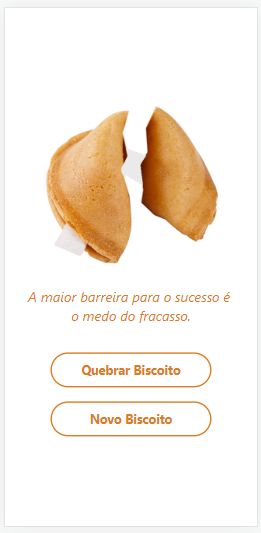 A maior barreira para o sucesso é
o medo do fracasso.
Quebrar Biscoito
Novo Biscoito